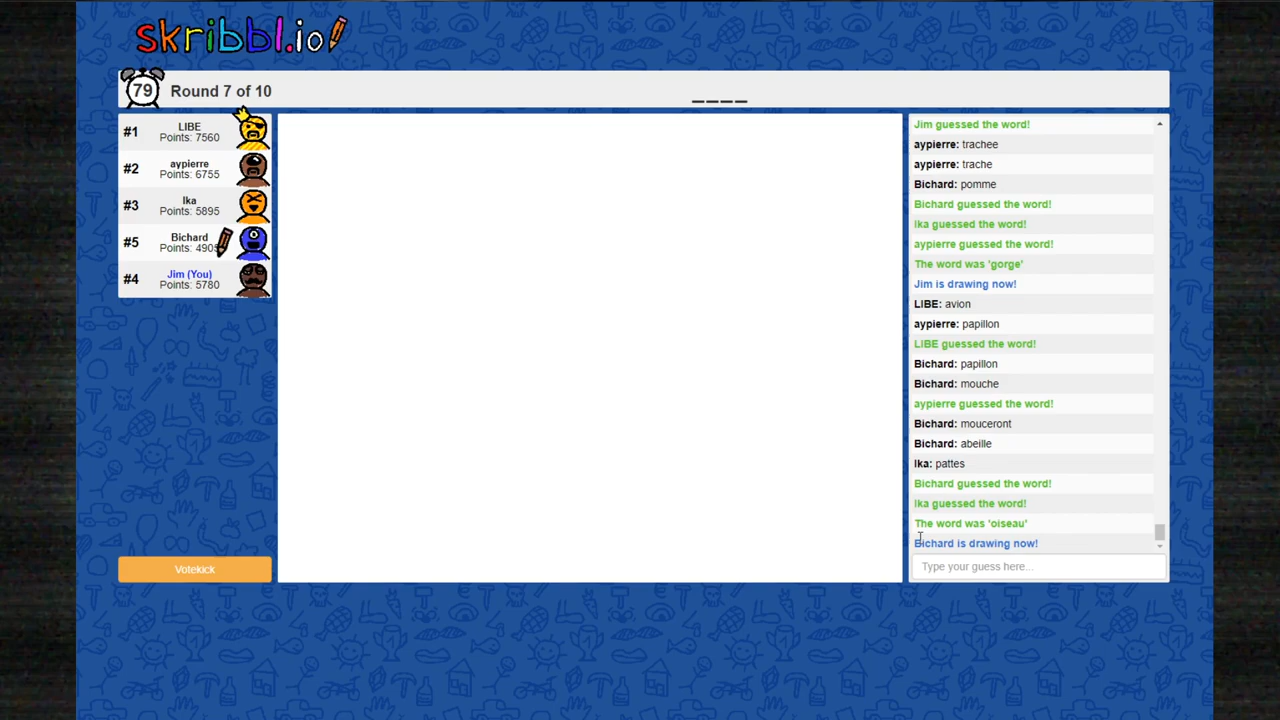 skribbl.io
79
Round 7 of 10
____
#1
LIBE
Points: 7560
#2
aypierre
Points: 6755
#3
Ika
Points: 5895
#5
Bichard
Points: 4905
#4
Jim (You)
Points: 5780
Votekick
Jim guessed the word!
aypierre: trachee
aypierre: trache
Bichard: pomme
Bichard guessed the word!
Ika guessed the word!
aypierre guessed the word!
The word was 'gorge'
Jim is drawing now!
LIBE: avion
aypierre: papillon
LIBE guessed the word!
Bichard: papillon
Bichard: mouche
aypierre guessed the word!
Bichard: mouceront
Bichard: abeille
Ika: pattes
Bichard guessed the word!
Ika guessed the word!
The word was 'oiseau'
Bichard is drawing now!
Type your guess here...